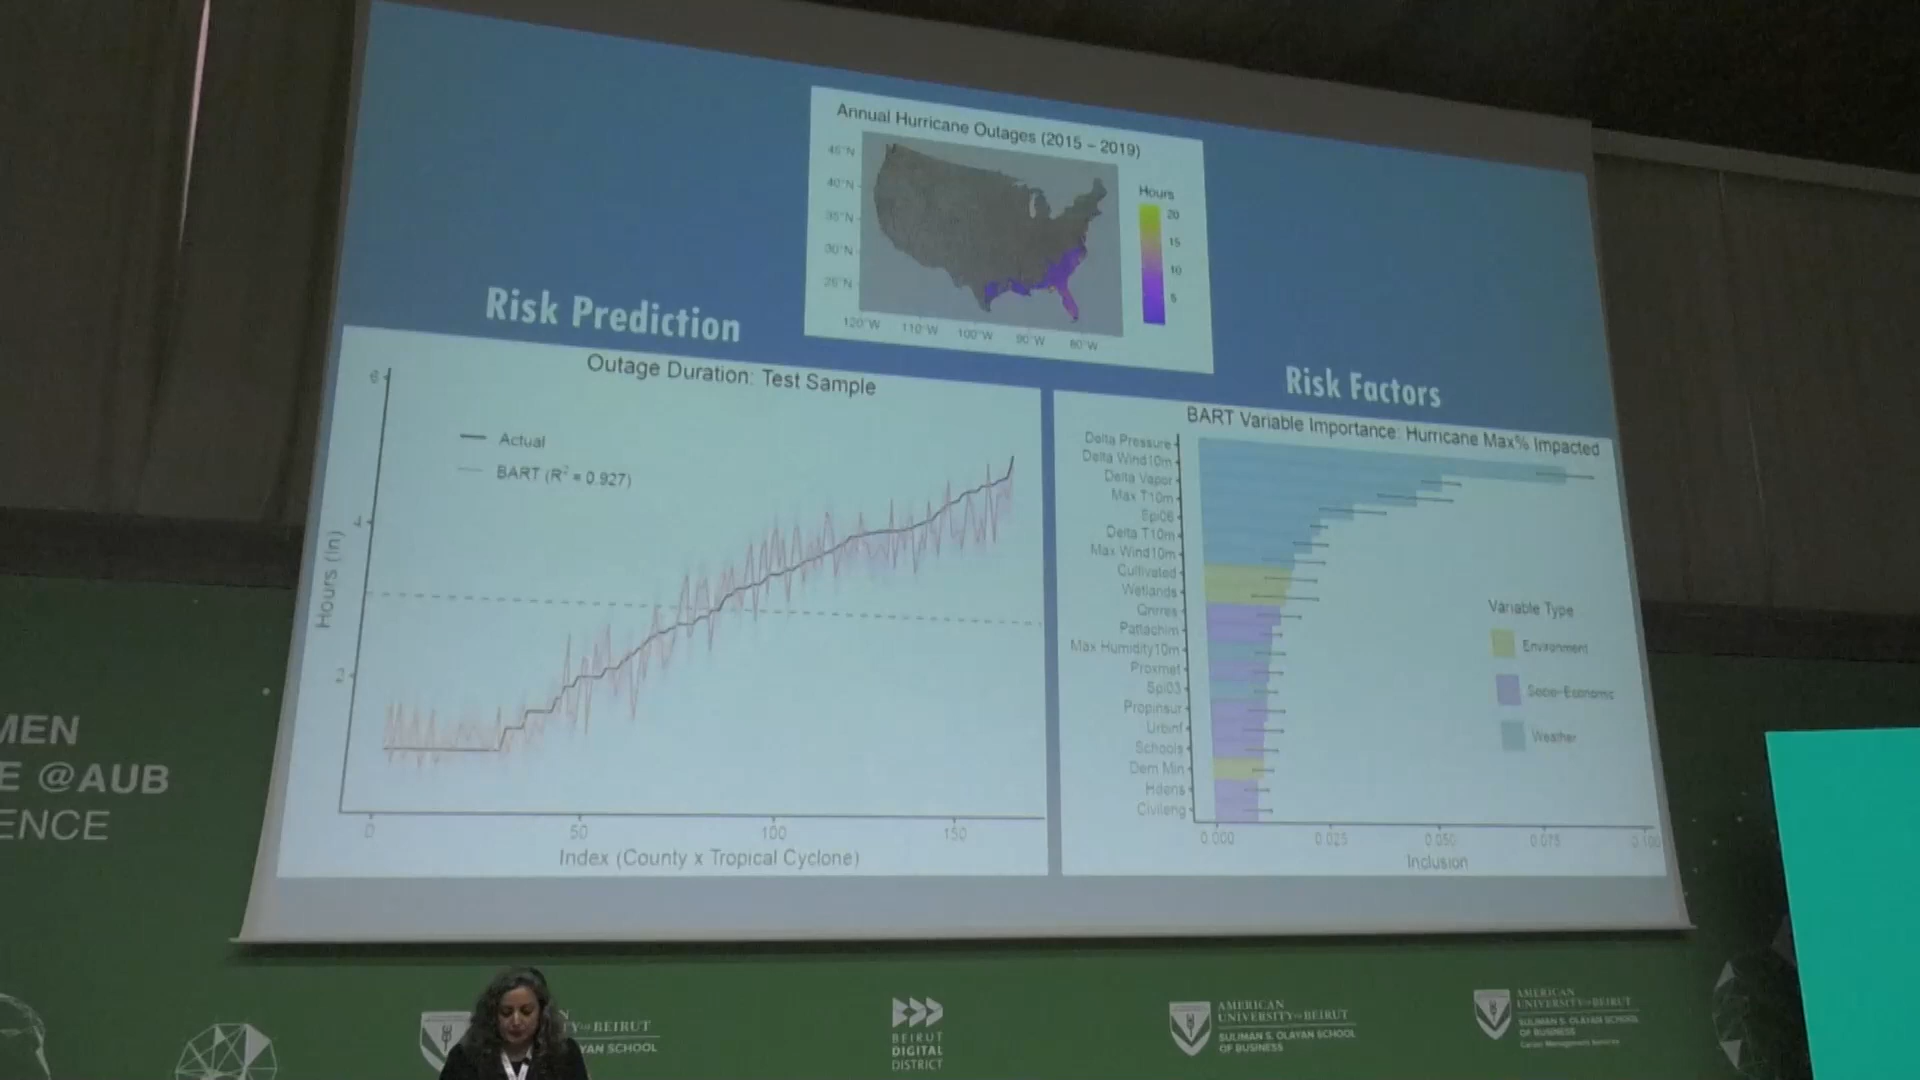 Annual Hurricane Outages (2015 – 2019)
45°N
40°N
35°N
30°N
25°N
120°W 110°W 100°W 90°W 80°W
Hours
20
15
10
5
Risk Prediction
Outage Duration: Test Sample
Actual
BART (R² = 0.927)
Hours (ln)
6
4
2
0 50 100 150
Index (County x Tropical Cyclone)
Risk Factors
BART Variable Importance: Hurricane Max% Impacted
Delta Pressure
Delta Wind10m
Delta Vapor
Max T10m
Spi06
Delta T10m
Max Wind10m
Cultivated
Wetlands
Qnrres
Pattachim
Max Humidity10m
Proxmet
Spi03
Propinsur
Urbinf
Schools
Dem Min
Hdens
Civileng
Variable Type
Environment
Socio-Economic
Weather
0.000 0.025 0.050 0.075 0.100
Inclusion
MEN
E @AUB
ENCE
N
TY OF BEIRUT
YAN SCHOOL
BEIRUT
DIGITAL
DISTRICT
AMERICAN
UNIVERSITY OF BEIRUT
SULIMAN S. OLAYAN SCHOOL
OF BUSINESS
AMERICAN
UNIVERSITY OF BEIRUT
SULIMAN S. OLAYAN SCHOOL
OF BUSINESS
Career Management Services